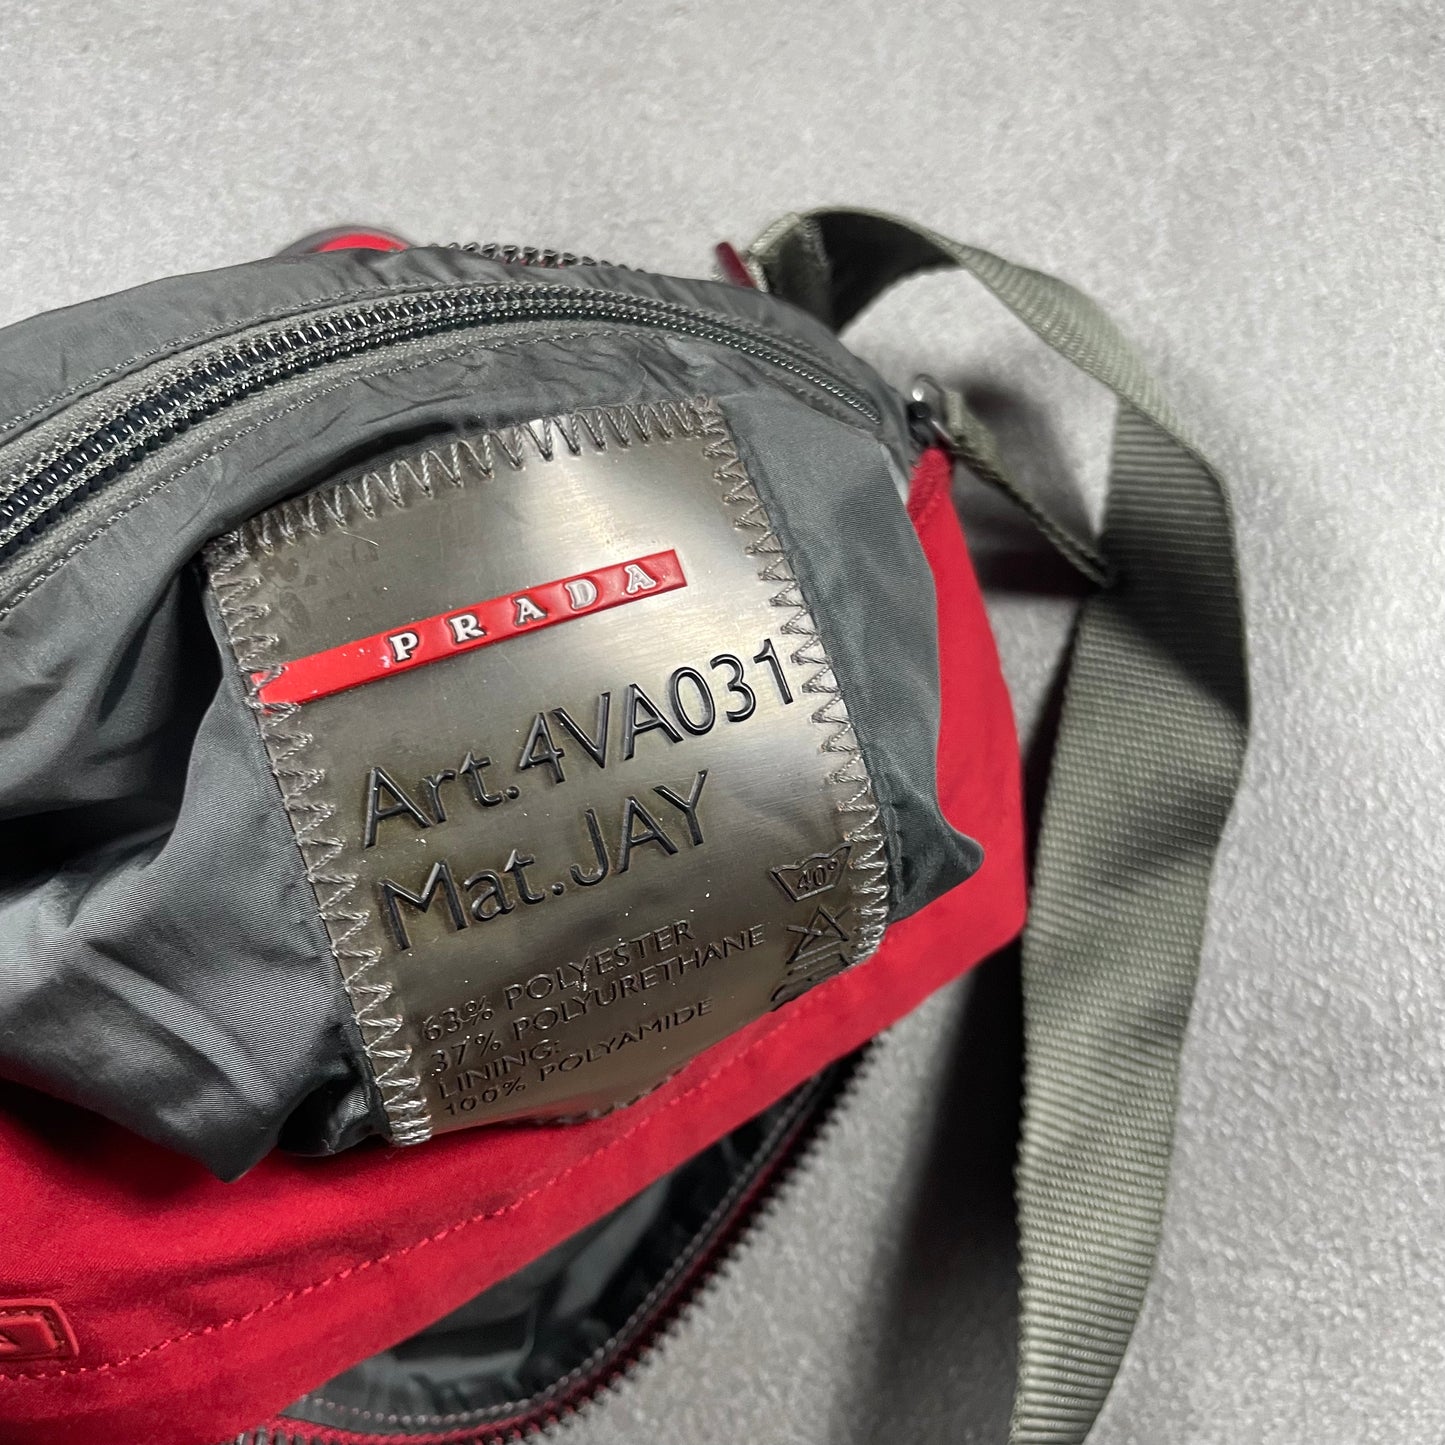 PRADA
Art.4VA031
Mat.JAY
40°
63% POLYESTER
37% POLYURETHANE
LINING:
100% POLYAMIDE
A